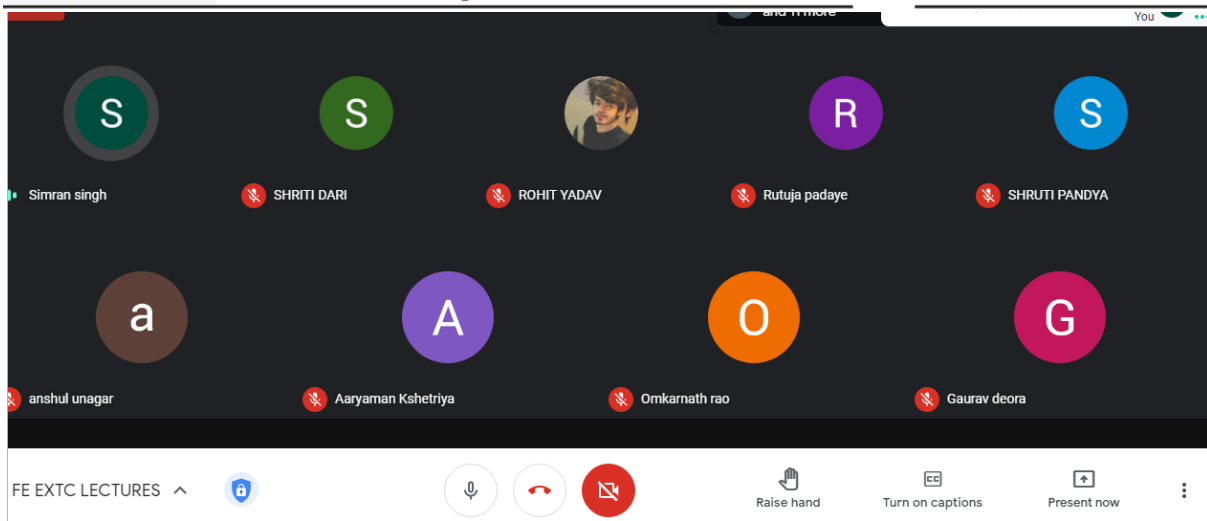 and 11 more
You
S S R S
Simran singh SHRITI DARI ROHIT YADAV Rutuja padaye SHRUTI PANDYA
a A O G
anshul unagar Aaryaman Kshetriya Omkarnath rao Gaurav deora
FE EXTC LECTURES
CC
Raise hand Turn on captions Present now